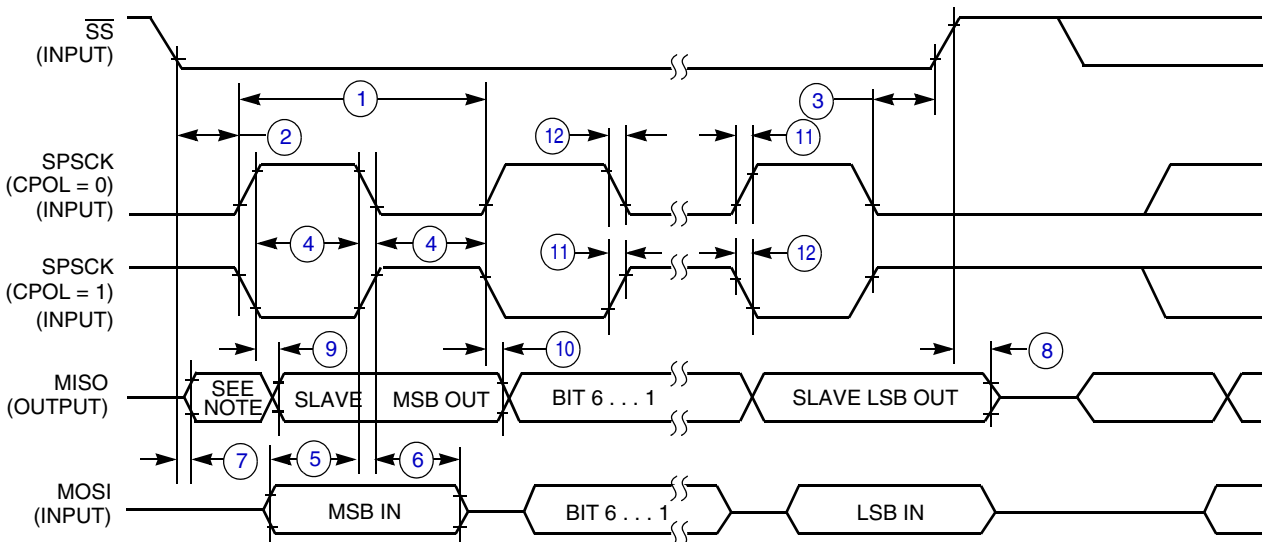 SS
(INPUT)
1
3
2
12
11
SPSCK
(CPOL = 0)
(INPUT)
4
4
SPSCK
(CPOL = 1)
(INPUT)
11
12
9
10
8
MISO
(OUTPUT)
SEE
NOTE
SLAVE
MSB OUT
BIT 6 . . . 1
SLAVE LSB OUT
7
5
6
MOSI
(INPUT)
MSB IN
BIT 6 . . . 1
LSB IN